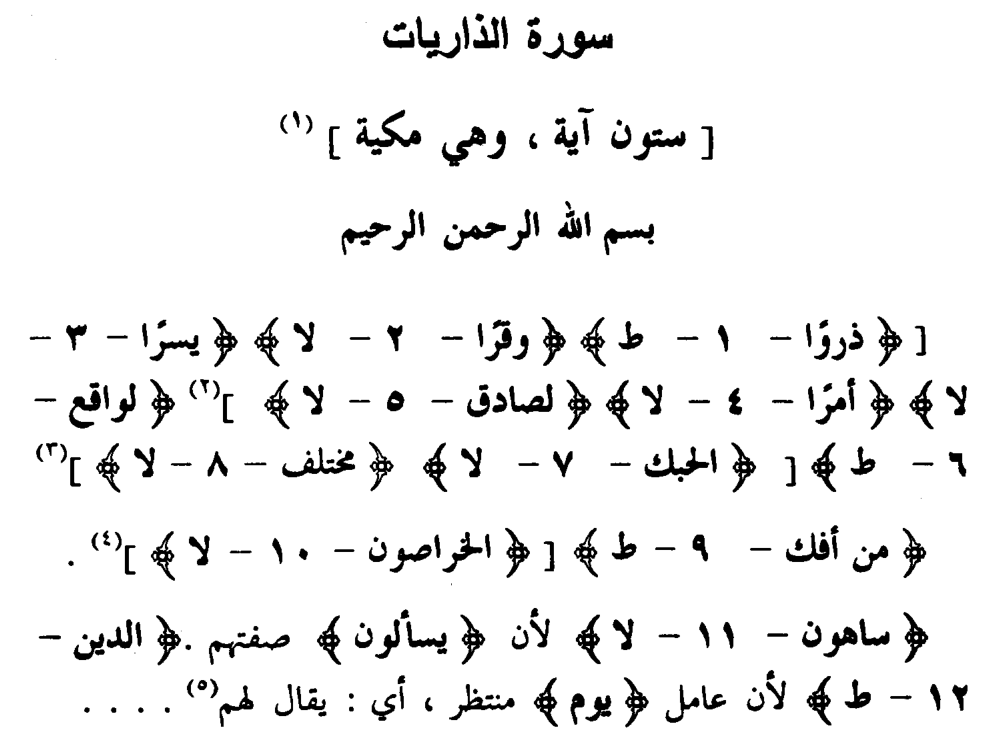 سورة الذاريات
[ ستون آية ، وهي مكية ] (١)
بسم الله الرحمن الرحيم
[ ﴿ ذروًا - ١ - ط ﴾ ﴿ وقرًا - ٢ - لا ﴾ ﴿ يسرًا - ٣ -
لا ﴾ ﴿ أمرًا - ٤ - لا ﴾ ﴿ لصادق - ٥ - لا ﴾ ](٢) ﴿ لواقع -
٦ - ط ﴾ [ ﴿ الحبك - ٧ - لا ﴾ ﴿ مختلف - ٨ - لا ﴾ ](٣)
﴿ من أفك - ٩ - ط ﴾ [ ﴿ الخراصون - ١٠ - لا ﴾ ](٤) .
﴿ ساهون - ١١ - لا ﴾ لأن ﴿ يسألون ﴾ صفتهم . ﴿ الدين -
١٢ - ط ﴾ لأن عامل ﴿ يوم ﴾ منتظر ، أي : يقال لهم(٥) . . . .